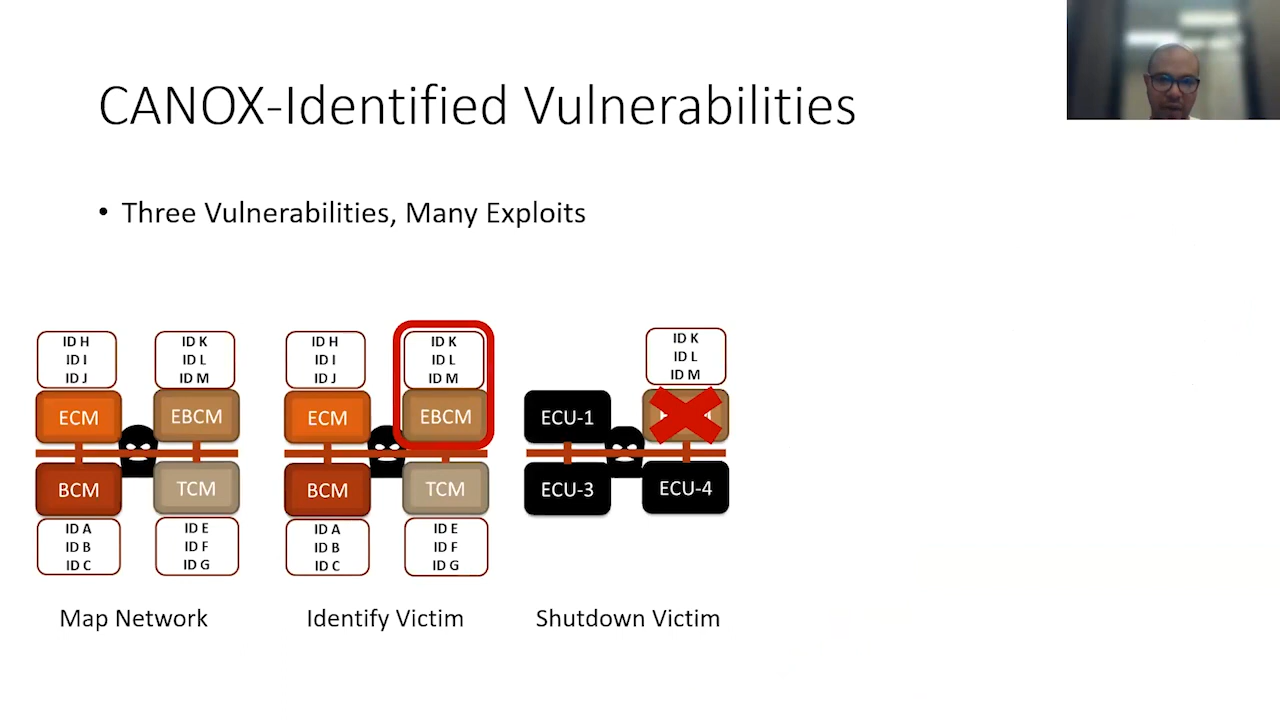 CANOX-Identified Vulnerabilities
• Three Vulnerabilities, Many Exploits
ID H
ID I
ID J
ID K
ID L
ID M
ECM
EBCM
BCM
TCM
ID A
ID B
ID C
ID E
ID F
ID G
Map Network
ID H
ID I
ID J
ID K
ID L
ID M
ECM
EBCM
BCM
TCM
ID A
ID B
ID C
ID E
ID F
ID G
Identify Victim
ID K
ID L
ID M
ECU-1
ECU-3
ECU-4
Shutdown Victim